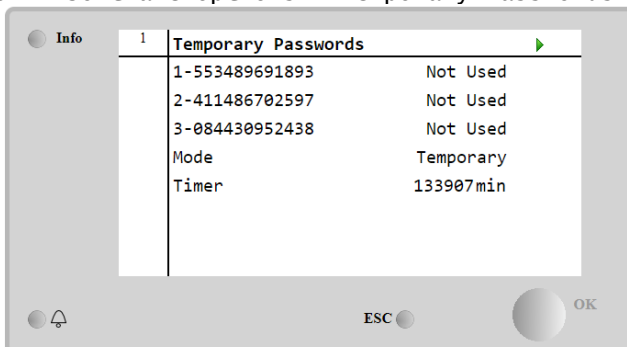 Info
1 Temporary Passwords
1-553489691893 Not Used
2-411486702597 Not Used
3-084430952438 Not Used
Mode Temporary
Timer 133907min
ESC OK